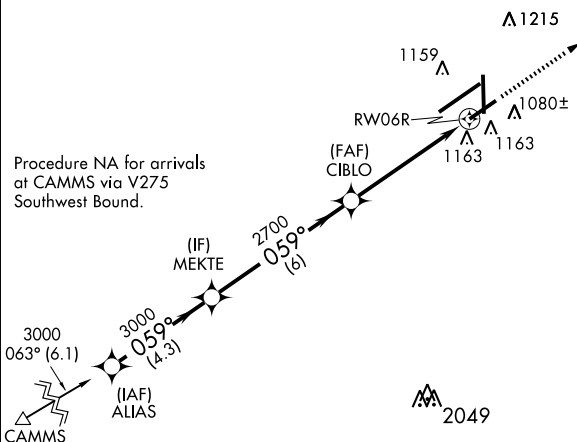 1215
1159
1080±
RW06R
1163
1163
(FAF)
CIBLO
Procedure NA for arrivals
at CAMMS via V275
Southwest Bound.
2700
059°
(6)
(IF)
MEKTE
3000
059°
(4.3)
3000
063° (6.1)
(IAF)
ALIAS
CAMMS
2049